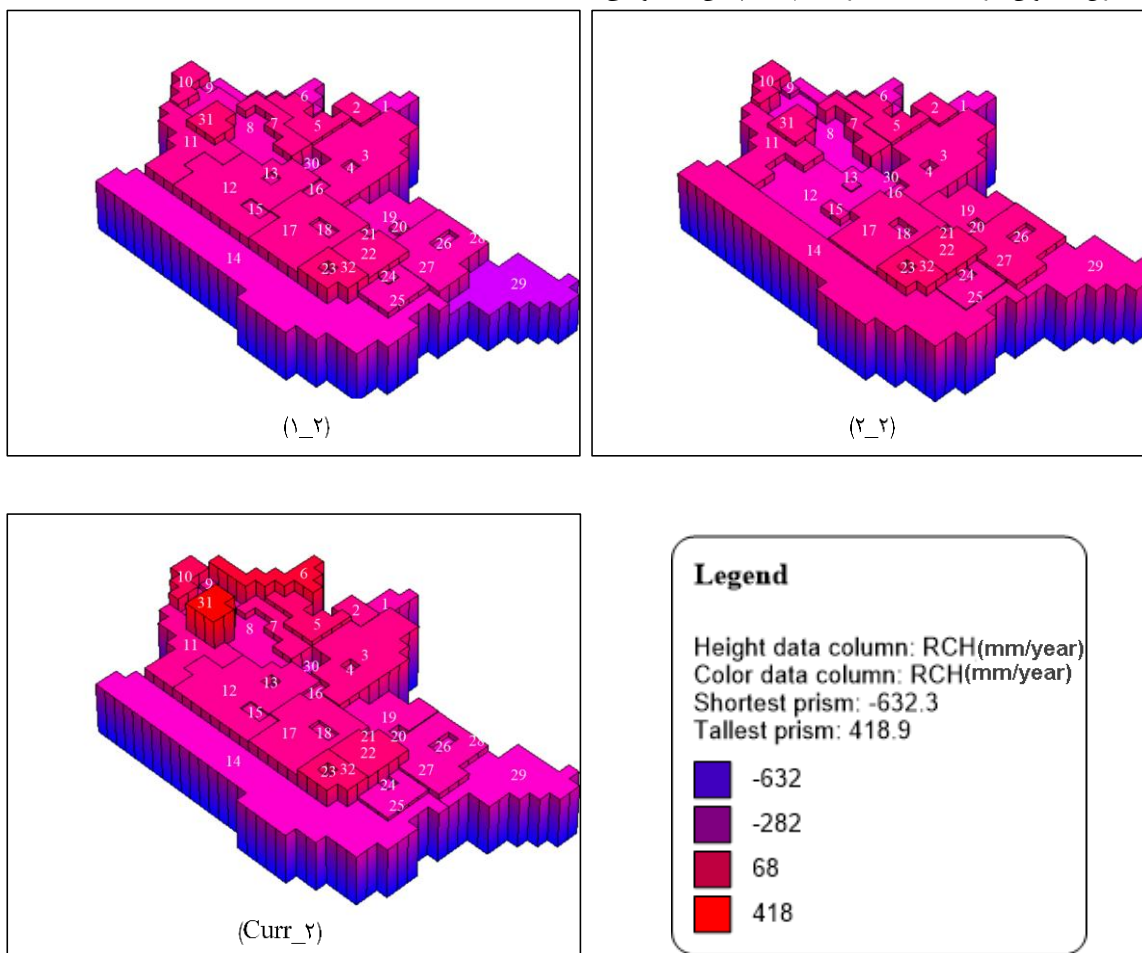 10
9
6
2 1
31 8 7 5
11
3
30 4
13
12 16
15 19
17 18 21 20
28
22 26
14 23 32 27
24 29
25
(۱_۲)
10 9
6
2 1
31 7 5
8
11
3
4
13 30
12 16
15 19
17 18 21 20
26
14 22
23 32 27 29
24
25
(۲_۲)
10 9 6
31 2 1
8 7 5
11
3
30 4
13
12 16
15 19
17 18 21 20
28
22 26
14 23 32 27
24 29
25
(Curr_۲)
Legend
Height data column: RCH(mm/year)
Color data column: RCH(mm/year)
Shortest prism: -632.3
Tallest prism: 418.9
-632
-282
68
418